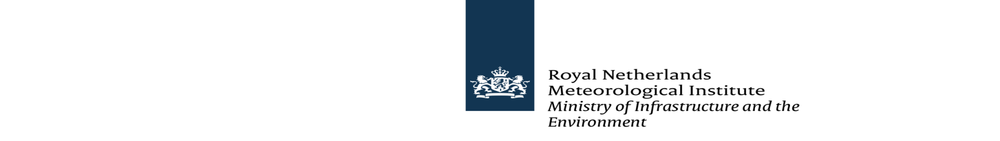 Royal Netherlands
Meteorological Institute
Ministry of Infrastructure and the
Environment